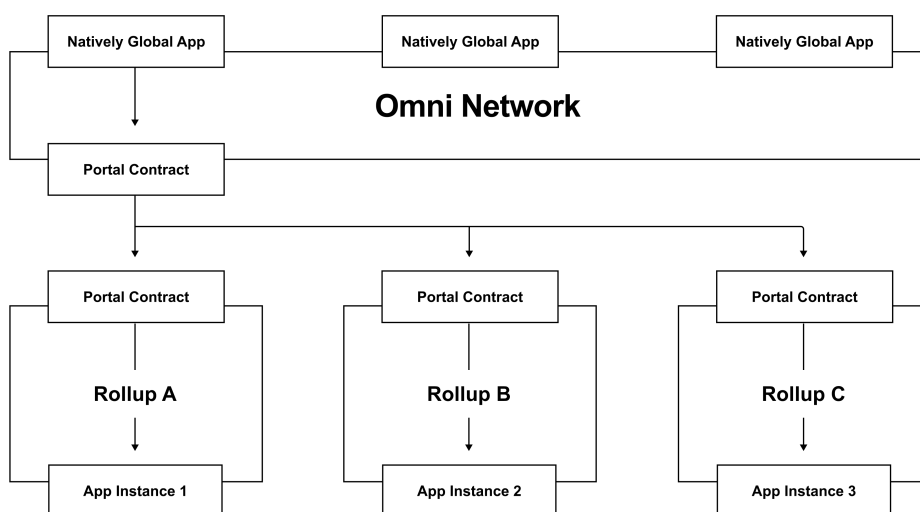 Natively Global App
Natively Global App
Natively Global App
Omni Network
Portal Contract
Portal Contract
Portal Contract
Portal Contract
Rollup A
Rollup B
Rollup C
App Instance 1
App Instance 2
App Instance 3